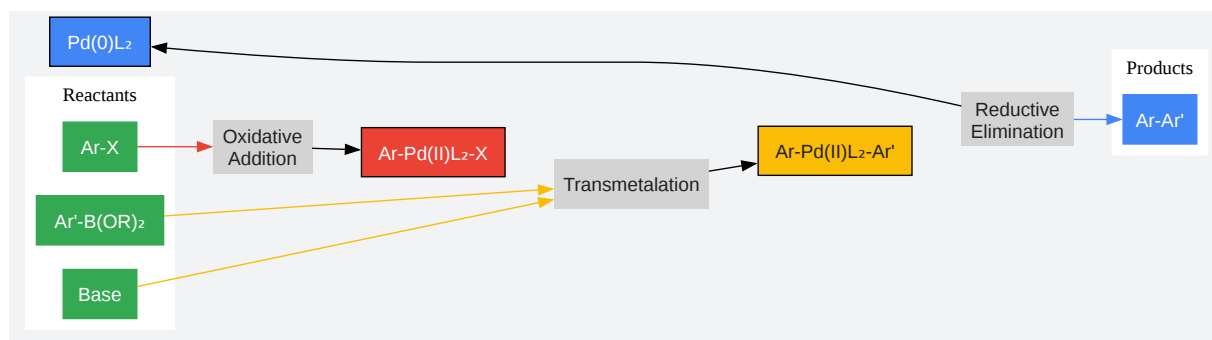 Pd(0)L₂
Reactants
Ar-X
Ar'-B(OR)₂
Base
Oxidative
Addition
Ar-Pd(II)L₂-X
Transmetalation
Ar-Pd(II)L₂-Ar'
Reductive
Elimination
Products
Ar-Ar'